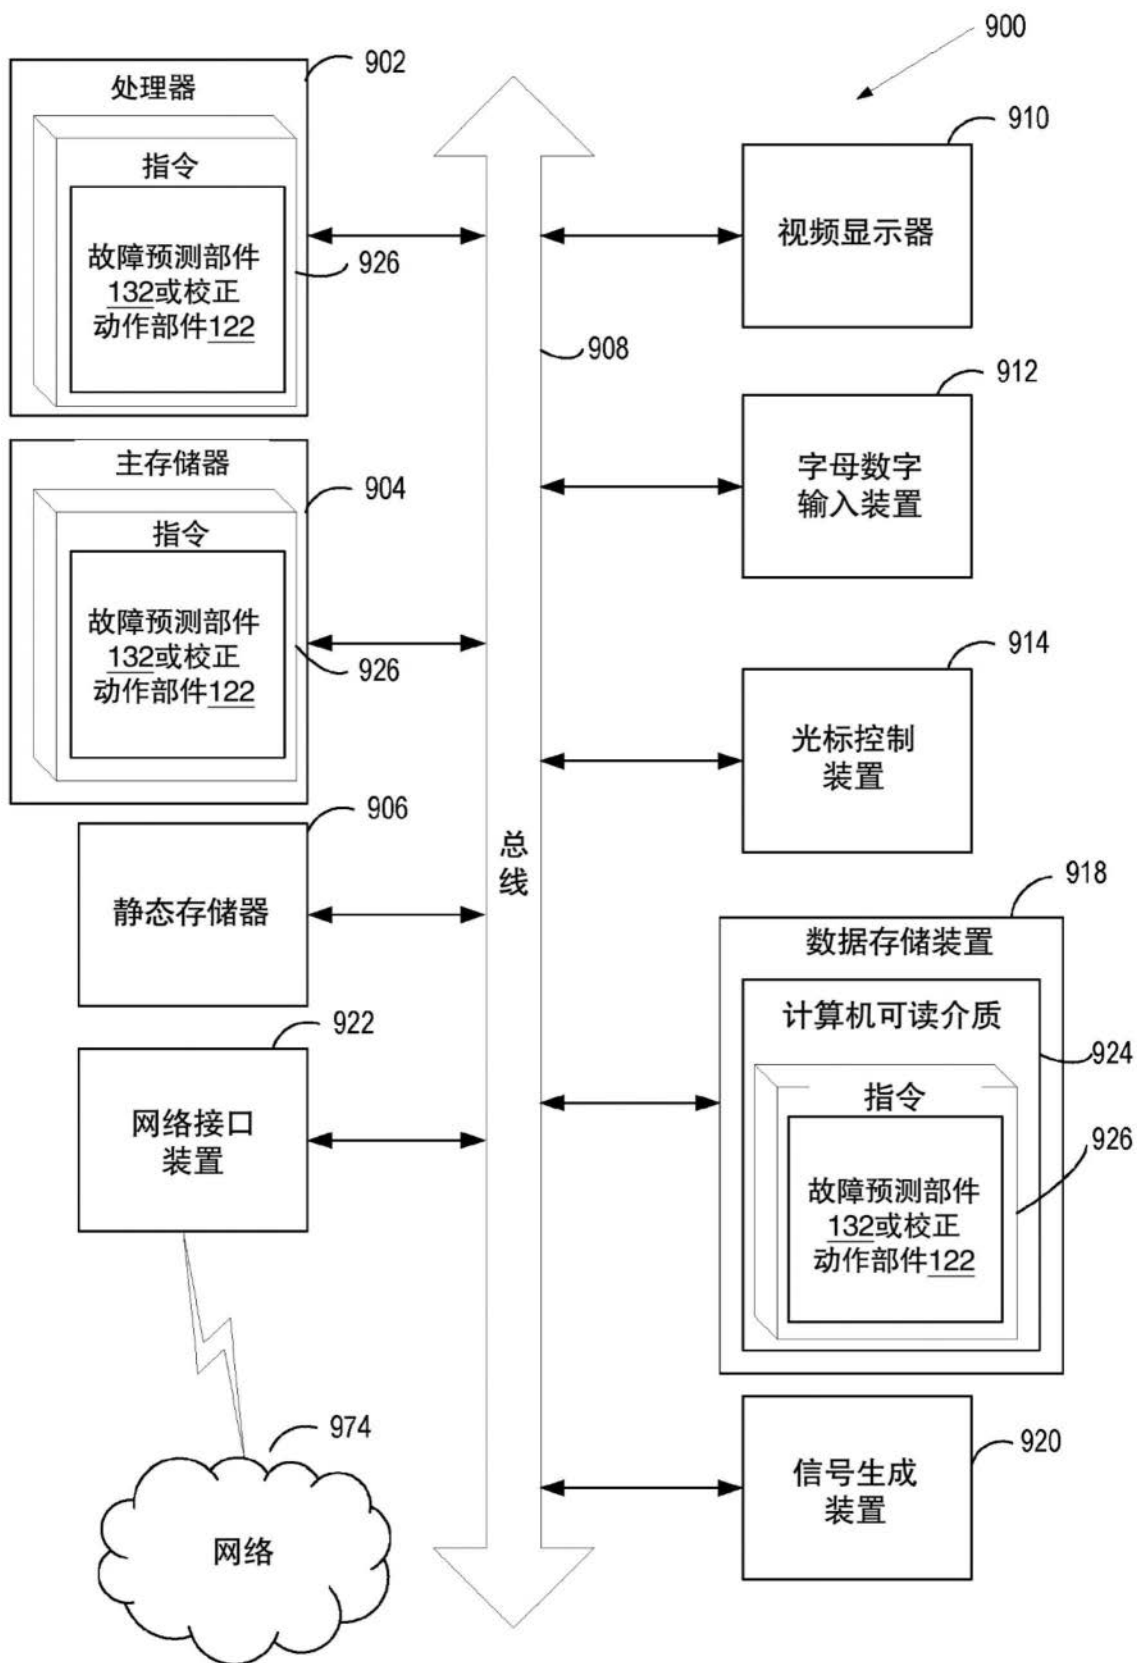 900
902
处理器
指令
故障预测部件
132或校正
动作部件122
926
主存储器
904
指令
故障预测部件
132或校正
动作部件122
926
906
静态存储器
922
网络接口
装置
974
网络
908
总
线
910
视频显示器
912
字母数字
输入装置
914
光标控制
装置
918
数据存储装置
计算机可读介质
924
指令
926
故障预测部件
132或校正
动作部件122
920
信号生成
装置